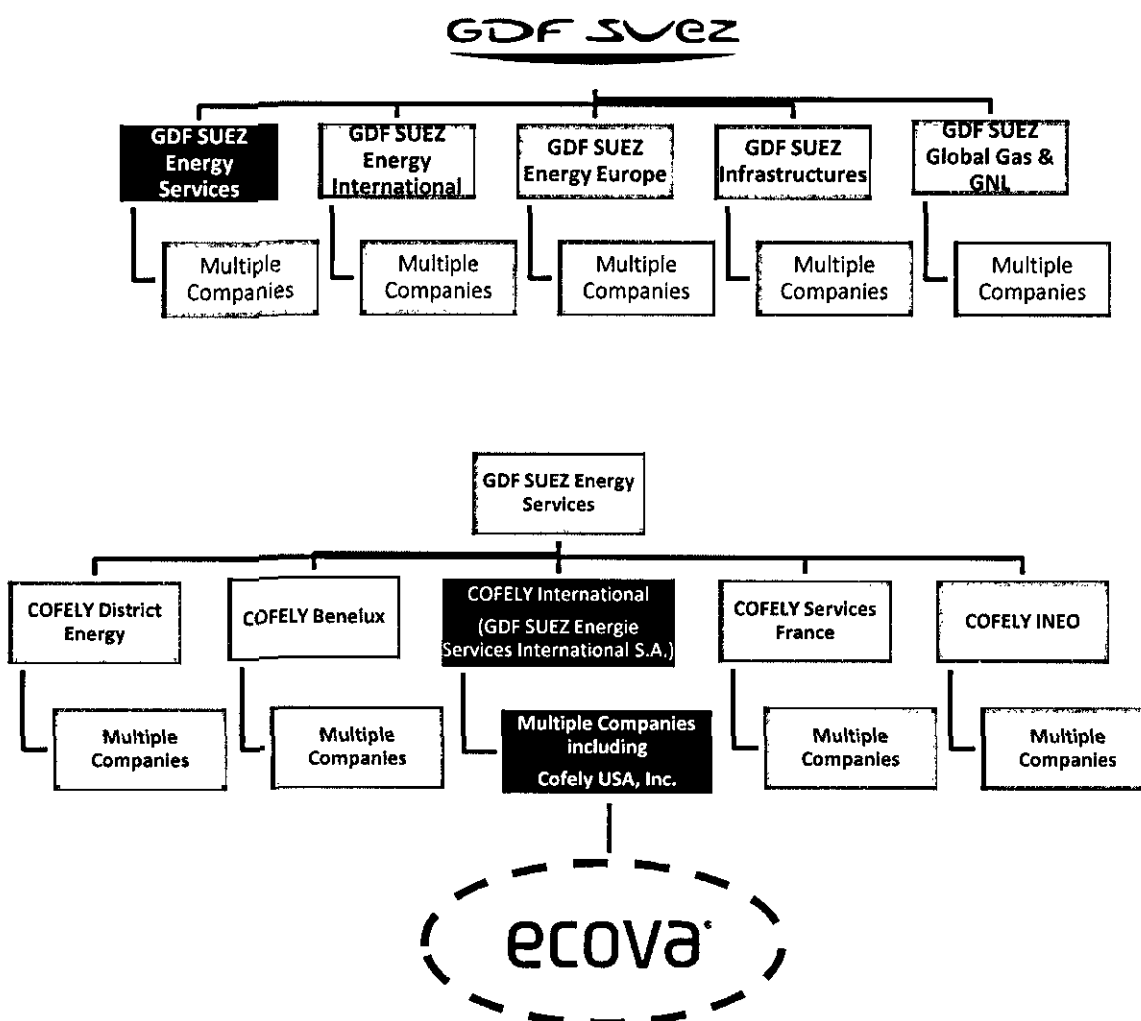 GDF SUEZ
GDF SUEZ
Energy
Services
GDF SUEZ
Energy
International
GDF SUEZ
Energy Europe
GDF SUEZ
Infrastructures
GDF SUEZ
Global Gas &
GNL
Multiple
Companies
Multiple
Companies
Multiple
Companies
Multiple
Companies
Multiple
Companies
GDF SUEZ Energy
Services
COFELY District
Energy
COFELY Benelux
COFELY International
(GDF SUEZ Energie
Services International S.A.)
COFELY Services
France
COFELY INEO
Multiple
Companies
Multiple
Companies
Multiple Companies
including
Cofely USA, Inc.
Multiple
Companies
Multiple
Companies
ecova